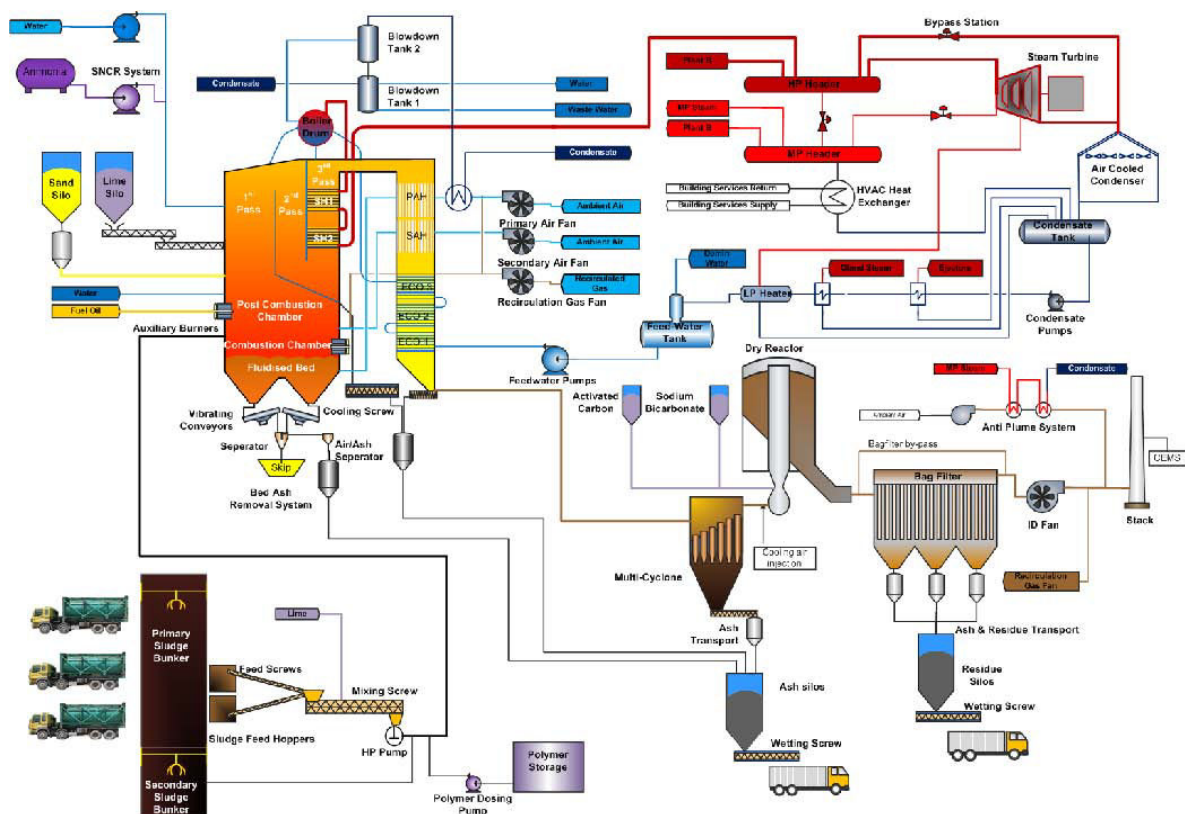 Water
Ammonia
SNCR System
Blowdown
Tank 2
Condensate
Blowdown
Tank 1
Water
Waste Water
Boiler
Drum
Bypass Station
Steam Turbine
HP Header
MP Steam
MP Header
Condensate
Air Cooled
Condenser
Sand
Silo
Lime
Silo
1st
Pass
2nd
Pass
3rd
Pass
SH1
SH2
PAH
SAH
Ambient Air
Primary Air Fan
Ambient Air
Secondary Air Fan
Recirculated
Gas
Recirculation Gas Fan
Building Services Return
Building Services Supply
HVAC Heat
Exchanger
Condensate
Tank
Demin
Water
Gland Steam
Ejectors
LP Heater
Condensate
Pumps
Water
Fuel Oil
Auxiliary Burners
Post Combustion
Chamber
Combustion Chamber
Fluidised Bed
ECO 3
ECO 2
ECO 1
Feed Water
Tank
Feedwater Pumps
Dry Reactor
Vibrating
Conveyors
Cooling Screw
Seperator
Air/Ash
Seperator
Skip
Bed Ash
Removal System
Activated
Carbon
Sodium
Bicarbonate
MP Steam
Condensate
Ambient Air
Anti Plume System
Bagfilter by-pass
Bag Filter
CEMS
ID Fan
Stack
Multi-Cyclone
Cooling air
injection
Recirculation
Gas Fan
Ash
Transport
Ash & Residue Transport
Primary
Sludge
Bunker
Lime
Feed Screws
Mixing Screw
Sludge Feed Hoppers
HP Pump
Ash silos
Residue
Silos
Wetting Screw
Wetting Screw
Secondary
Sludge
Bunker
Polymer
Storage
Polymer Dosing
Pump